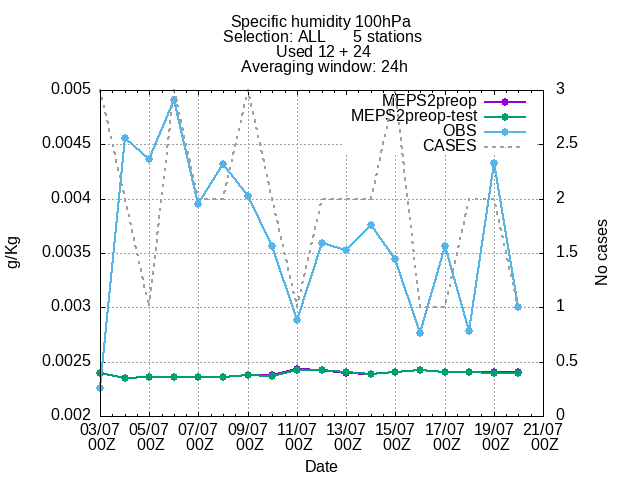 Specific humidity 100hPa
Selection: ALL 5 stations
Used 12 + 24
Averaging window: 24h
MEPS2preop
MEPS2preop-test
OBS
CASES
0.005
0.0045
0.004
0.0035
0.003
0.0025
0.002
g/Kg
3
2.5
2
1.5
1
0.5
0
No cases
03/07 05/07 07/07 09/07 11/07 13/07 15/07 17/07 19/07 21/07
00Z 00Z 00Z 00Z 00Z 00Z 00Z 00Z 00Z 00Z
Date